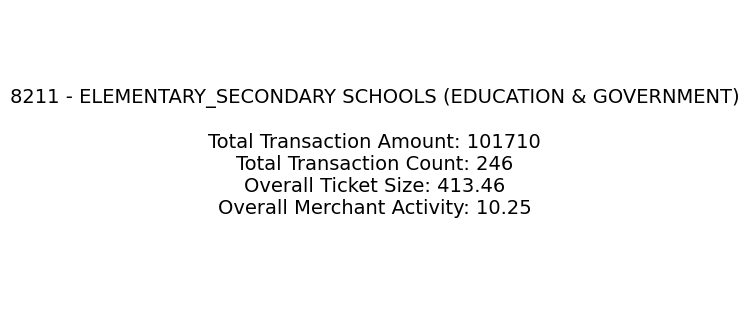 8211 - ELEMENTARY_SECONDARY SCHOOLS (EDUCATION & GOVERNMENT)
Total Transaction Amount: 101710
Total Transaction Count: 246
Overall Ticket Size: 413.46
Overall Merchant Activity: 10.25